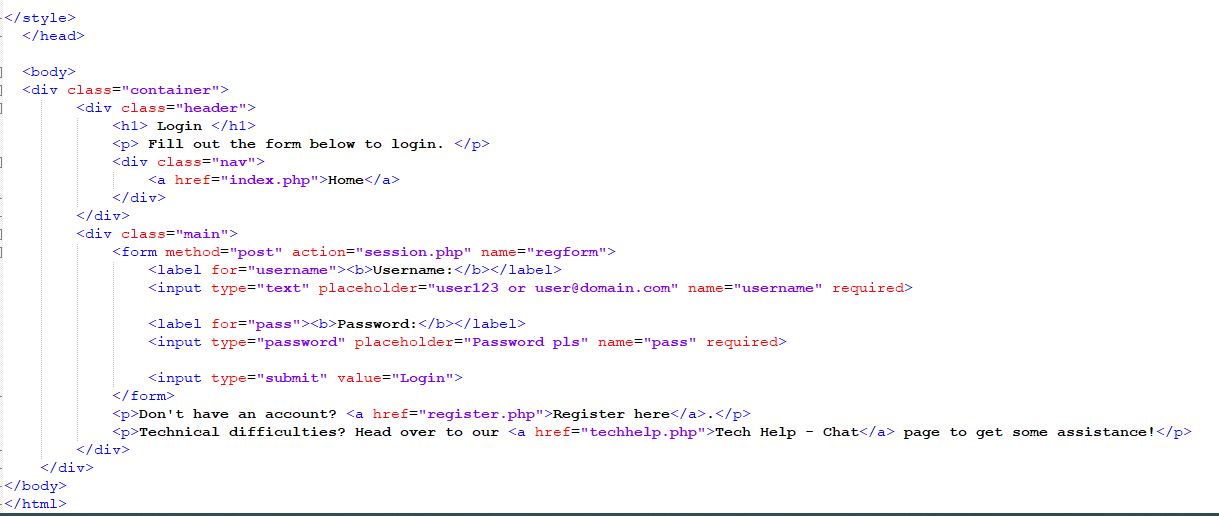 </style>
</head>
<body>
<div class="container">
<div class="header">
<h1> Login </h1>
<p> Fill out the form below to login. </p>
<div class="nav">
<a href="index.php">Home</a>
</div>
</div>
<div class="main">
<form method="post" action="session.php" name="regform">
<label for="username"><b>Username:</b></label>
<input type="text" placeholder="user123 or user@domain.com" name="username" required>
<label for="pass"><b>Password:</b></label>
<input type="password" placeholder="Password pls" name="pass" required>
<input type="submit" value="Login">
</form>
<p>Don't have an account? <a href="register.php">Register here</a>.</p>
<p>Technical difficulties? Head over to our <a href="techhelp.php">Tech Help - Chat</a> page to get some assistance!</p>
</div>
</div>
</body>
</html>